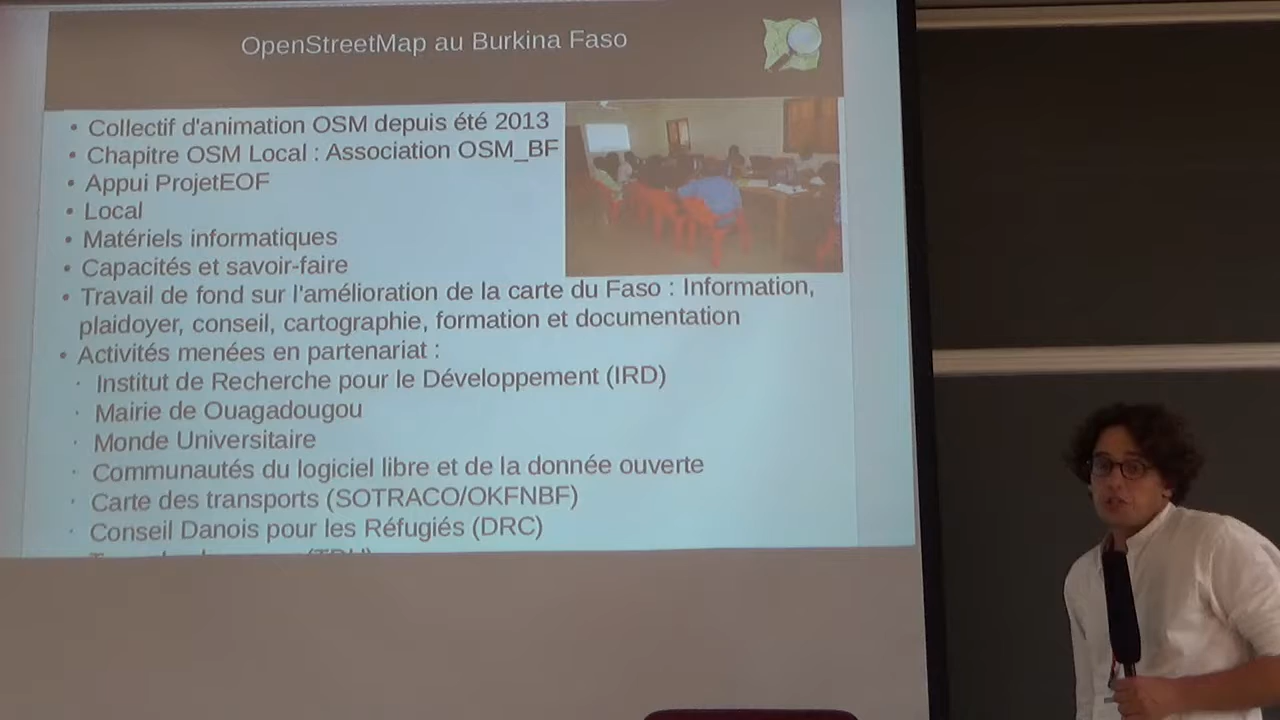 OpenStreetMap au Burkina Faso
• Collectif d'animation OSM depuis été 2013
• Chapitre OSM Local : Association OSM_BF
• Appui ProjetEOF
• Local
• Matériels informatiques
• Capacités et savoir-faire
• Travail de fond sur l'amélioration de la carte du Faso : Information,
plaidoyer, conseil, cartographie, formation et documentation
• Activités menées en partenariat :
· Institut de Recherche pour le Développement (IRD)
· Mairie de Ouagadougou
· Monde Universitaire
· Communautés du logiciel libre et de la donnée ouverte
· Carte des transports (SOTRACO/OKFNBF)
· Conseil Danois pour les Réfugiés (DRC)